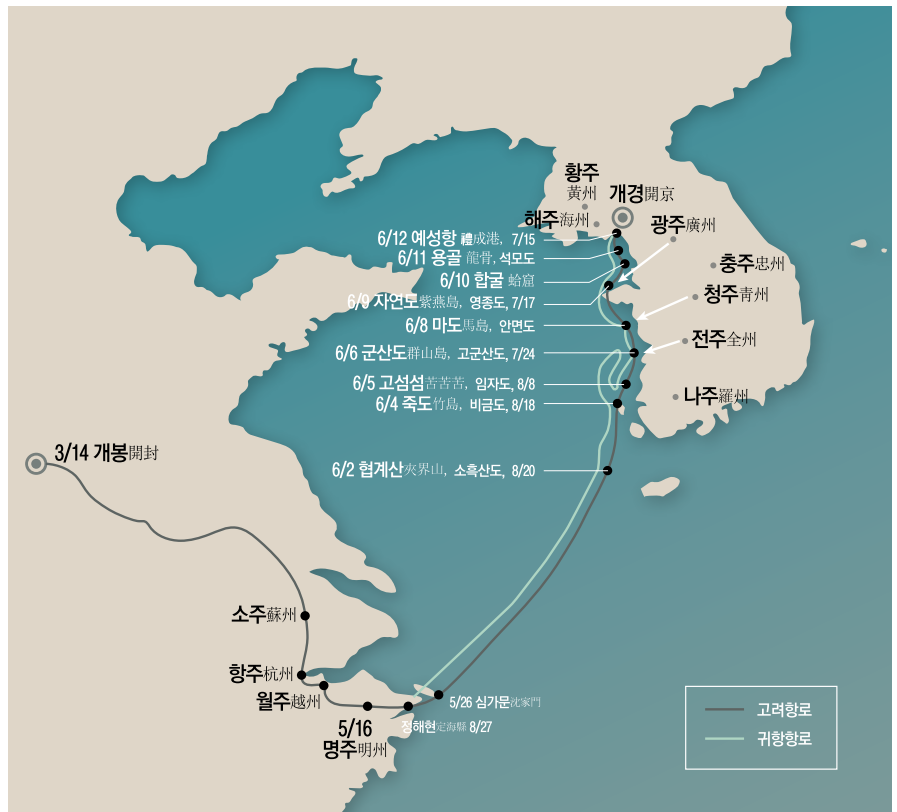 황주
黃州
개경開京
해주海州
광주廣州
6/12 예성항 禮成港, 7/15
6/11 용골 龍骨, 석모도
충주忠州
6/10 합굴 蛤窟
청주靑州
6/9 자연도紫燕島, 영종도, 7/17
6/8 마도馬島, 안면도
전주全州
6/6 군산도群山島, 고군산도, 7/24
6/5 고섬섬苦苫苫, 임자도, 8/8
나주羅州
6/4 죽도竹島, 비금도, 8/18
3/14 개봉開封
6/2 협계산夾界山, 소흑산도, 8/20
소주蘇州
항주杭州
월주越州
5/26 심가문沈家門
5/16
명주明州
정해현定海縣 8/27
고려항로
귀항항로